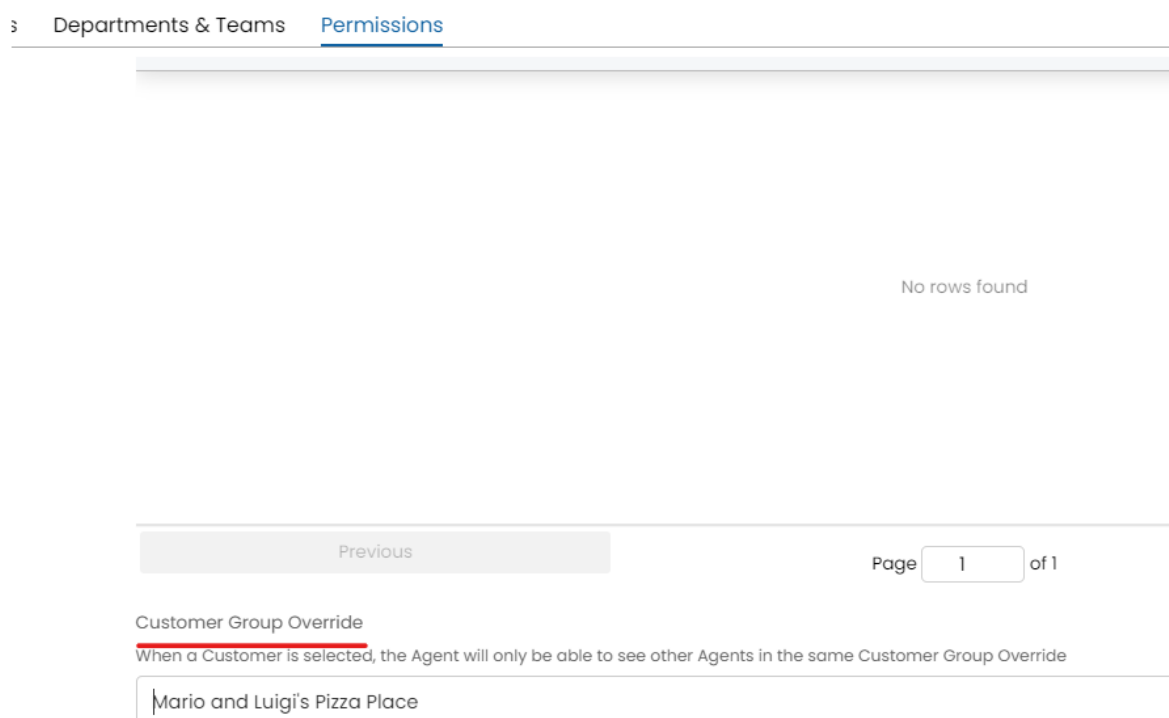 s Departments & Teams Permissions
No rows found
Previous
Page 1 of 1
Customer Group Override
When a Customer is selected, the Agent will only be able to see other Agents in the same Customer Group Override
Mario and Luigi's Pizza Place